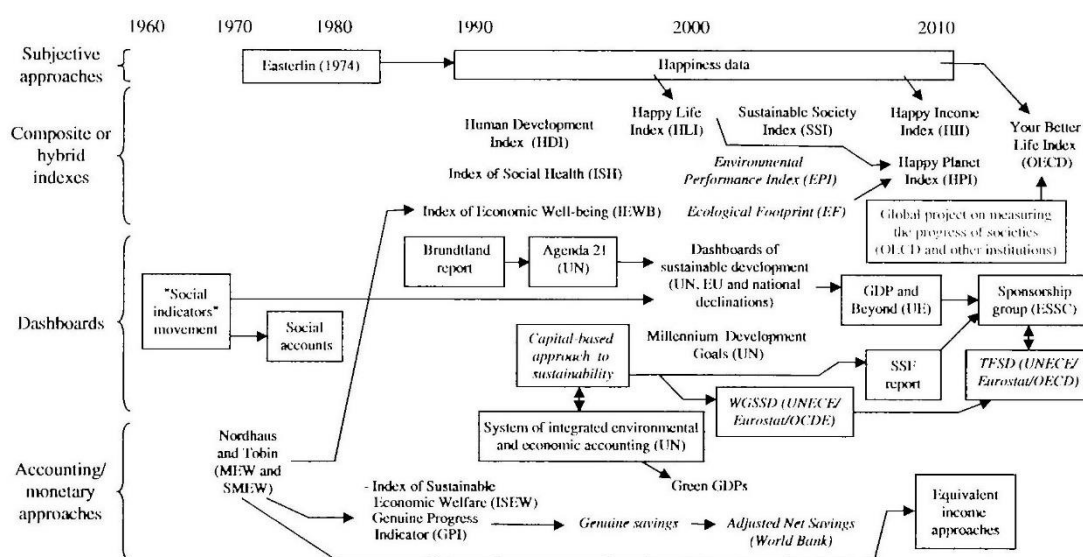 1960 1970 1980 1990 2000 2010
Subjective
approaches
Easterlin (1974)
Happiness data
Composite or
hybrid
indexes
Human Development
Index (HDI)
Happy Life
Index (HLI)
Sustainable Society
Index (SSI)
Happy Income
Index (HII)
Your Better
Life Index
(OECD)
Index of Social Health (ISH)
Environmental
Performance Index (EPI)
Happy Planet
Index (HPI)
Index of Economic Well-being (IEWB)
Ecological Footprint (EF)
Global project on measuring
the progress of societies
(OECD and other institutions)
Dashboards
"Social
indicators"
movement
Social
accounts
Brundtland
report
Agenda 21
(UN)
Dashboards of
sustainable development
(UN, EU and national
declinations)
GDP and
Beyond (UE)
Sponsorship
group (ESSC)
Capital-based
approach to
sustainability
Millennium Development
Goals (UN)
SSF
report
TFSD (UNECE/
Eurostat/OECD)
WGSSD (UNECE/
Eurostat/OCDE)
System of integrated environmental
and economic accounting (UN)
Green GDPs
Accounting/
monetary
approaches
Nordhaus
and Tobin
(MEW and
SMEW)
- Index of Sustainable
Economic Welfare (ISEW)
Genuine Progress
Indicator (GPI)
Genuine savings
Adjusted Net Savings
(World Bank)
Equivalent
income
approaches